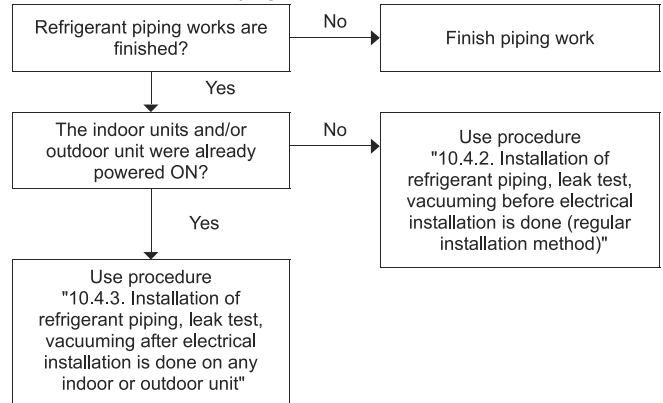 Refrigerant piping works are
finished?
No
Finish piping work
Yes
The indoor units and/or
outdoor unit were already
powered ON?
No
Use procedure
"10.4.2. Installation of
refrigerant piping, leak test,
vacuuming before electrical
installation is done (regular
installation method)"
Yes
Use procedure
"10.4.3. Installation of
refrigerant piping, leak test,
vacuuming after electrical
installation is done on any
indoor or outdoor unit"